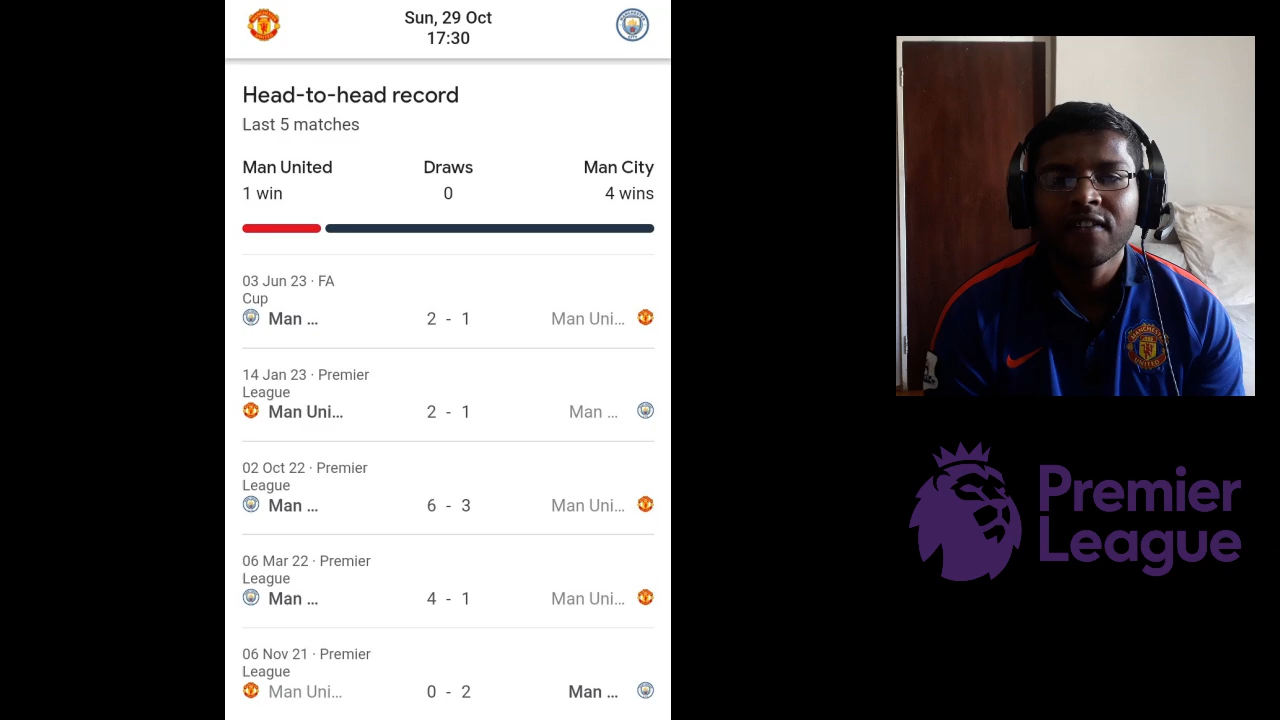 Sun, 29 Oct
17:30
Head-to-head record
Last 5 matches
Man United Draws Man City
1 win 0 4 wins
03 Jun 23 · FA
Cup
Man ... 2 - 1 Man Uni...
14 Jan 23 · Premier
League
Man Uni... 2 - 1 Man ...
02 Oct 22 · Premier
League
Man ... 6 - 3 Man Uni...
06 Mar 22 · Premier
League
Man ... 4 - 1 Man Uni...
06 Nov 21 · Premier
League
Man Uni... 0 - 2 Man ...
MANCHESTER
UNITED
Premier
League